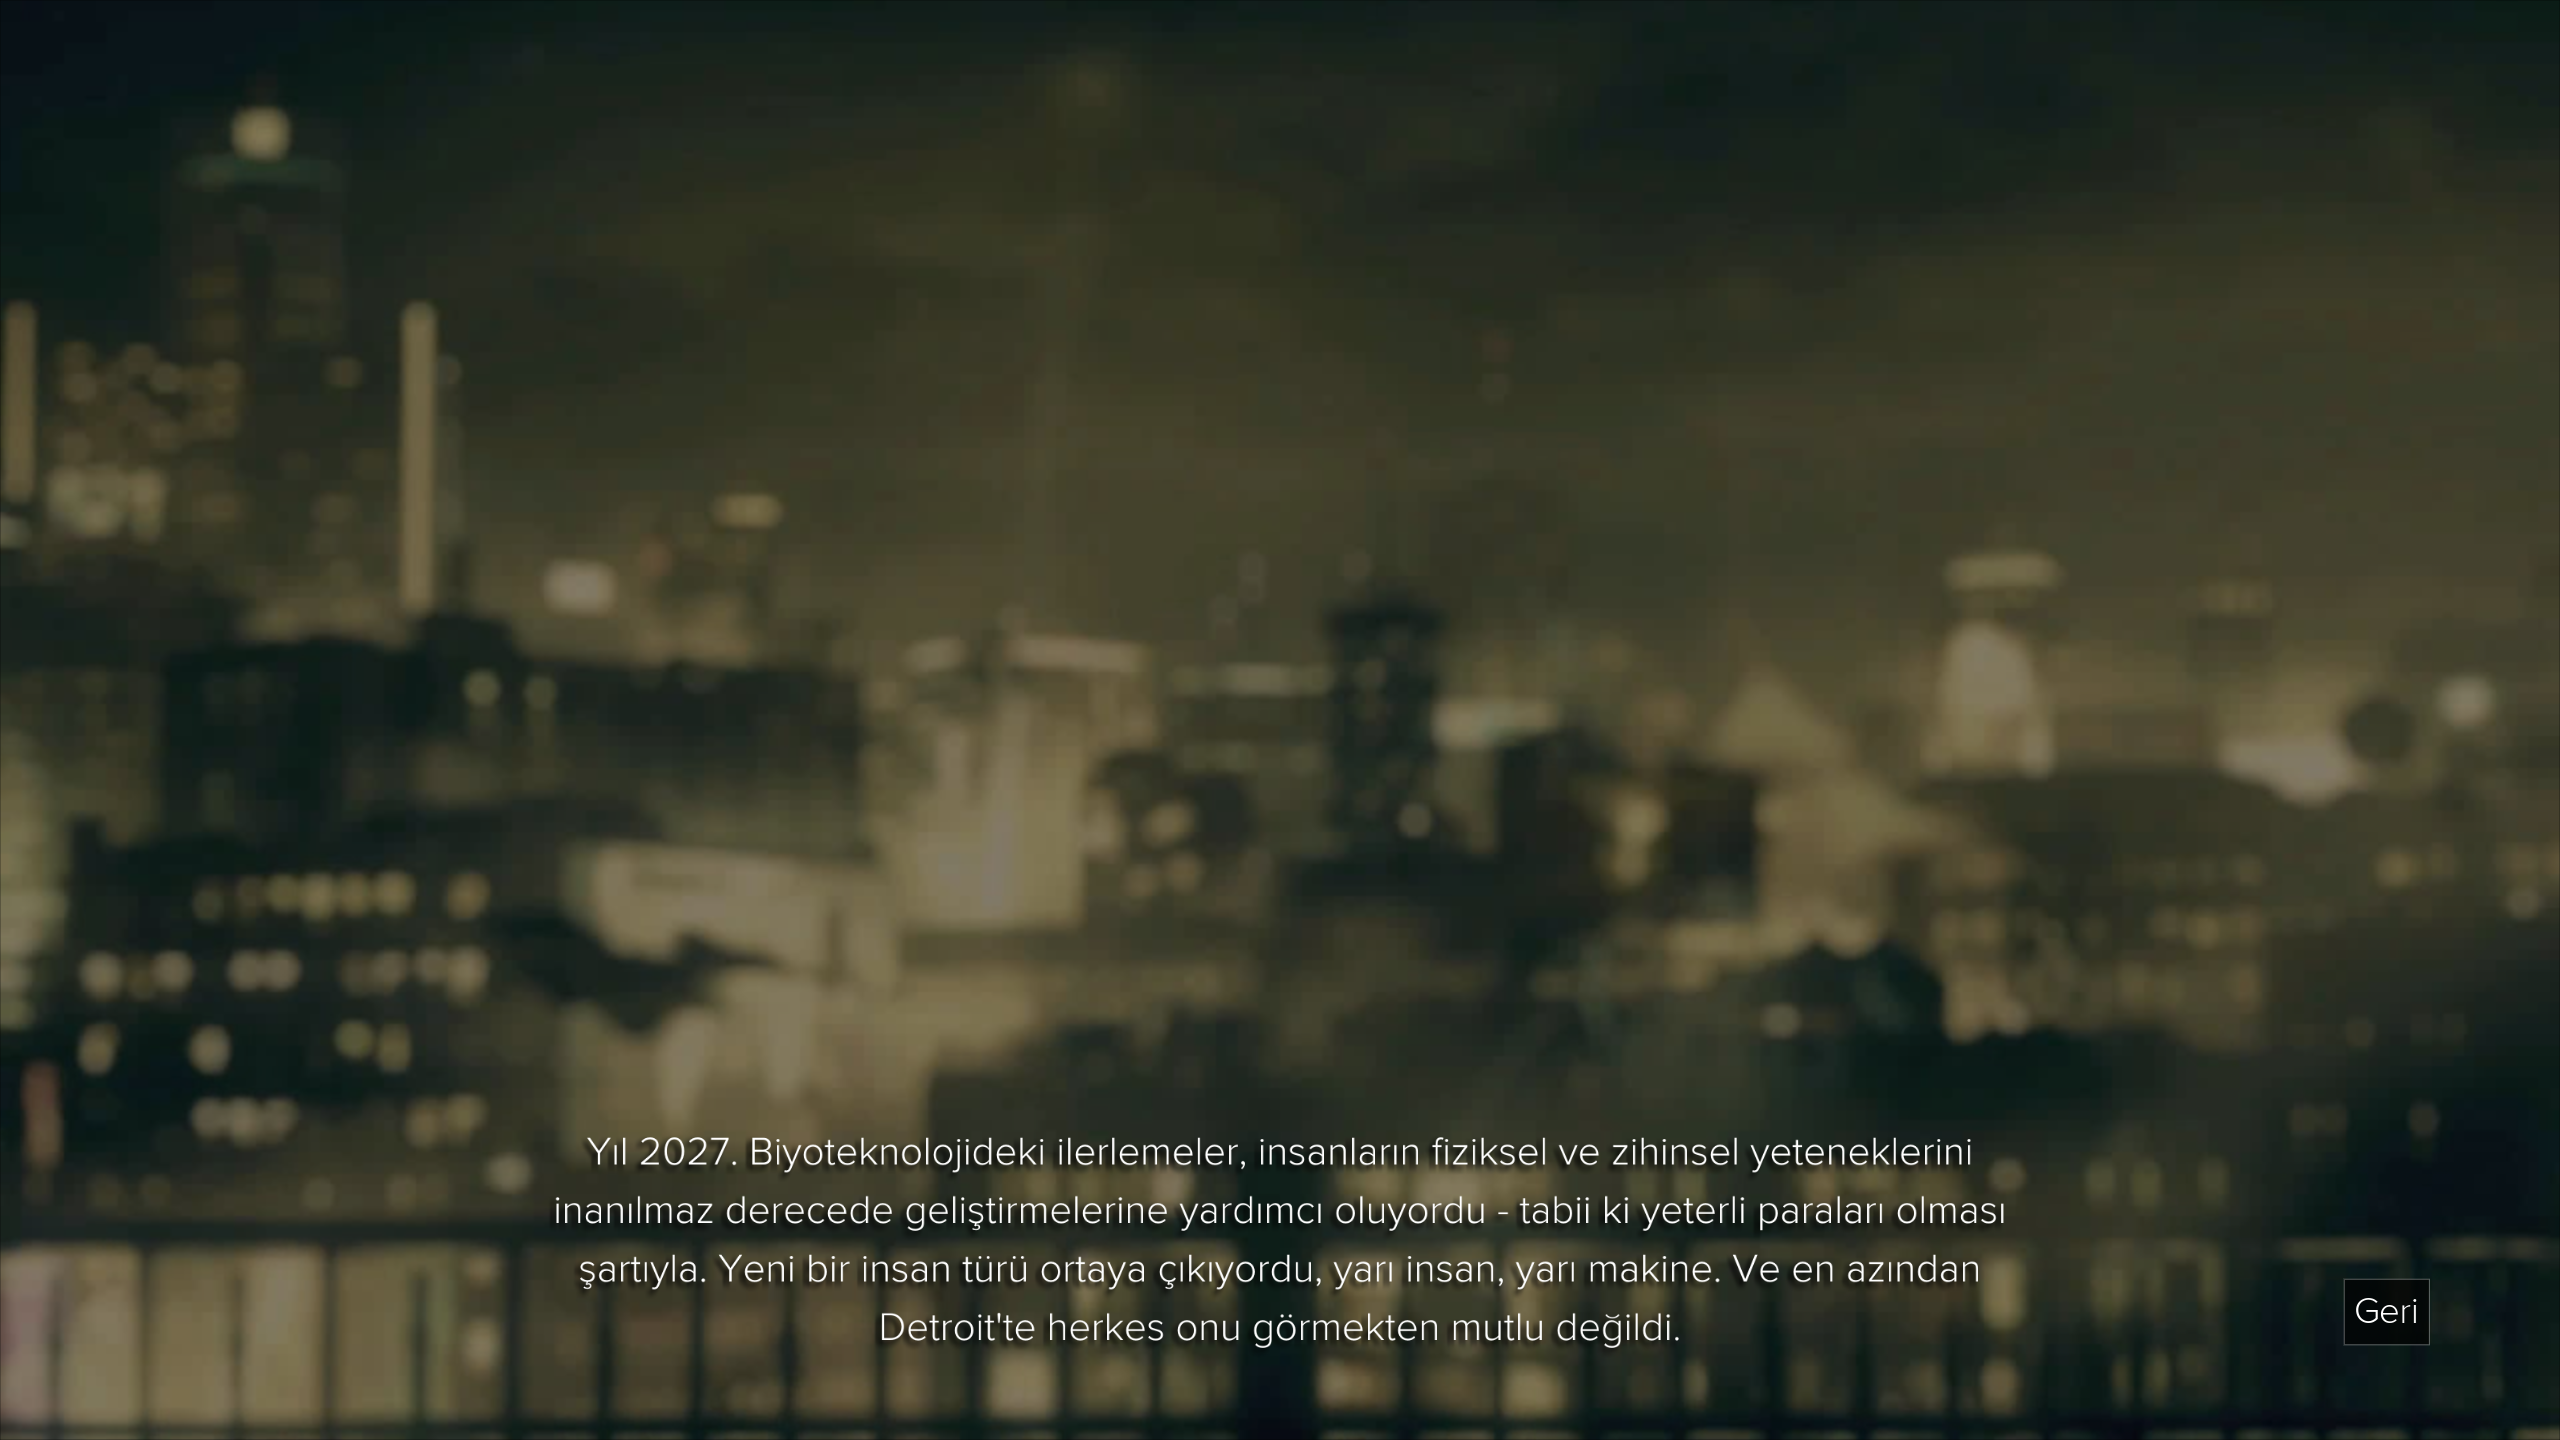 Yıl 2027. Biyoteknolojideki ilerlemeler, insanların fiziksel ve zihinsel yeteneklerini
inanılmaz derecede geliştirmelerine yardımcı oluyordu - tabii ki yeterli paraları olması
şartıyla. Yeni bir insan türü ortaya çıkıyordu, yarı insan, yarı makine. Ve en azından
Detroit'te herkes onu görmekten mutlu değildi.
Geri